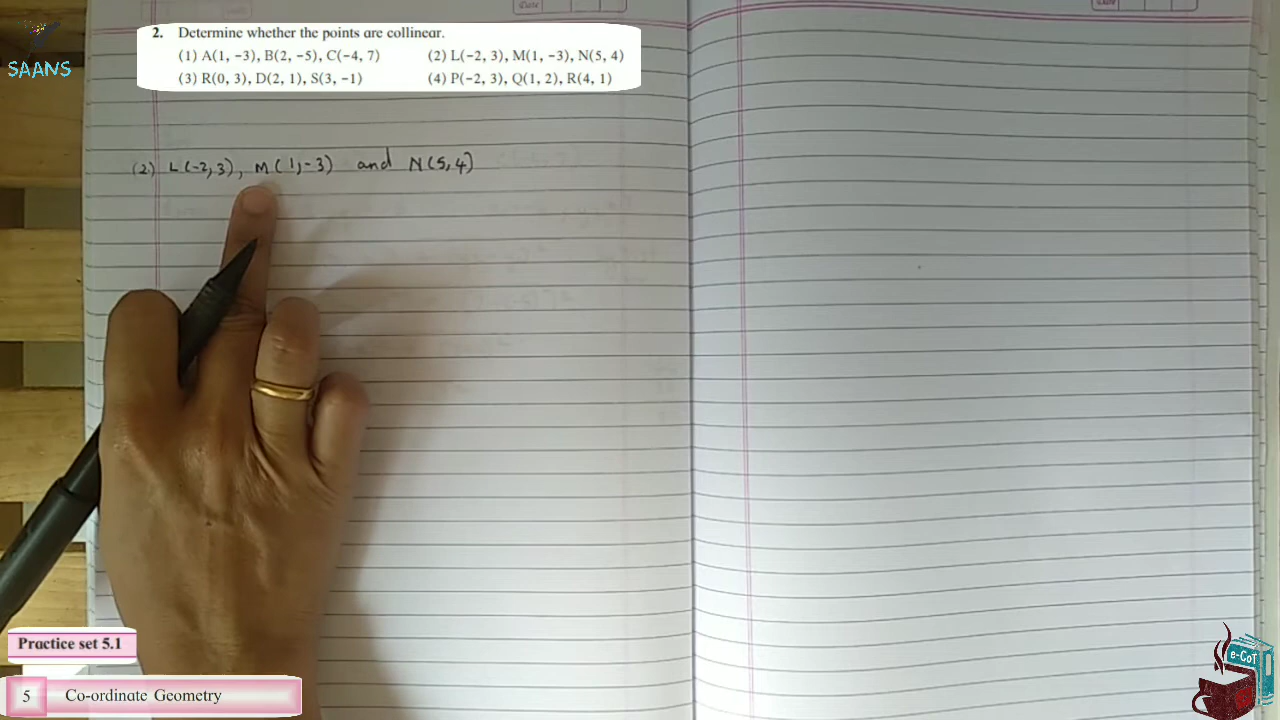 Date
Date
SAANS
2. Determine whether the points are collinear.
(1) A(1, -3), B(2, -5), C(-4, 7) (2) L(-2, 3), M(1, -3), N(5, 4)
(3) R(0, 3), D(2, 1), S(3, -1) (4) P(-2, 3), Q(1, 2), R(4, 1)
(2) L(-2,3), M(1,-3) and N(5,4)
Practice set 5.1
5 Co-ordinate Geometry
e-CoT